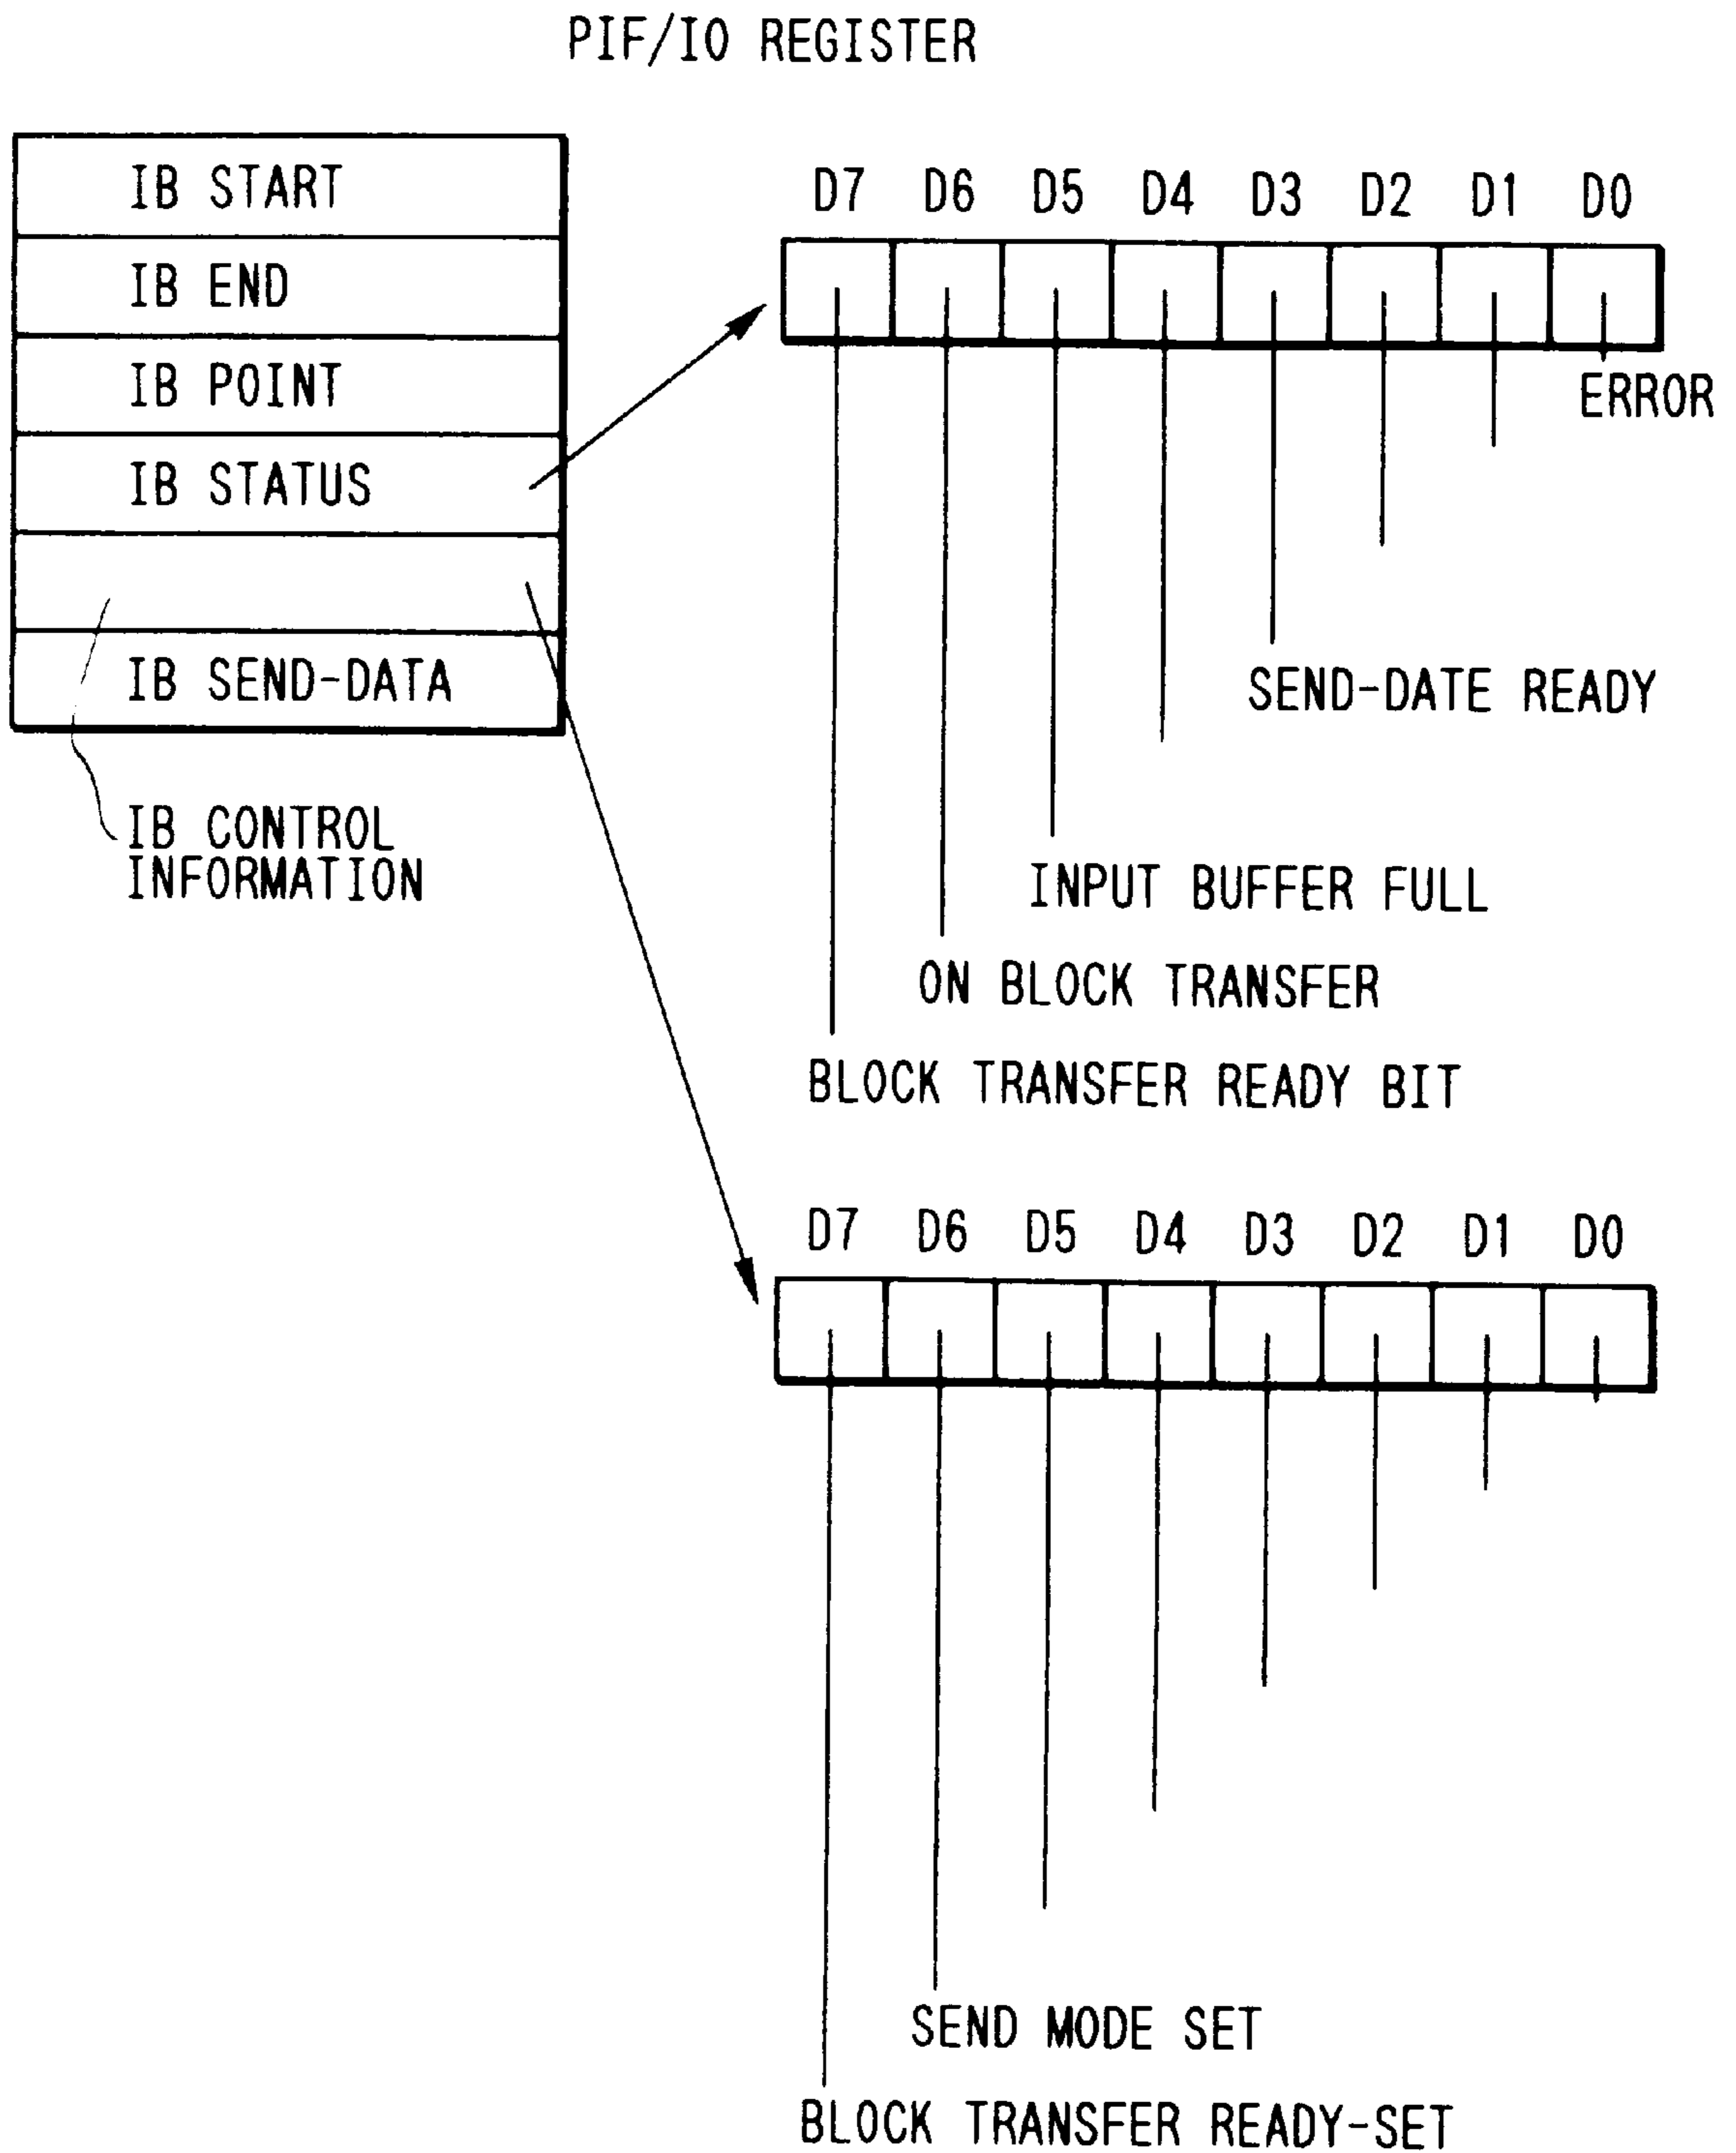 PIF/IO REGISTER
IB START
IB END
IB POINT
IB STATUS
IB SEND-DATA
IB CONTROL
INFORMATION
D7 D6 D5 D4 D3 D2 D1 D0
ERROR
SEND-DATE READY
INPUT BUFFER FULL
ON BLOCK TRANSFER
BLOCK TRANSFER READY BIT
D7 D6 D5 D4 D3 D2 D1 D0
SEND MODE SET
BLOCK TRANSFER READY-SET